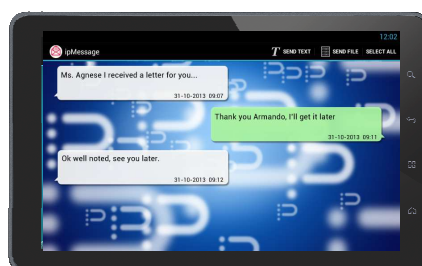 12:02
ipMessage
T SEND TEXT
SEND FILE
SELECT ALL
Ms. Agnese I received a letter for you...
31-10-2013 09:07
Thank you Armando, I'll get it later
31-10-2013 09:11
Ok well noted, see you later.
31-10-2013 09:12